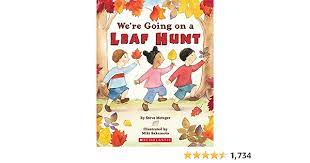 We're Going on a
LEAF HUNT
by Steve Metzger
Illustrated by
Miki Sakamoto
SCHOLASTIC
1,734